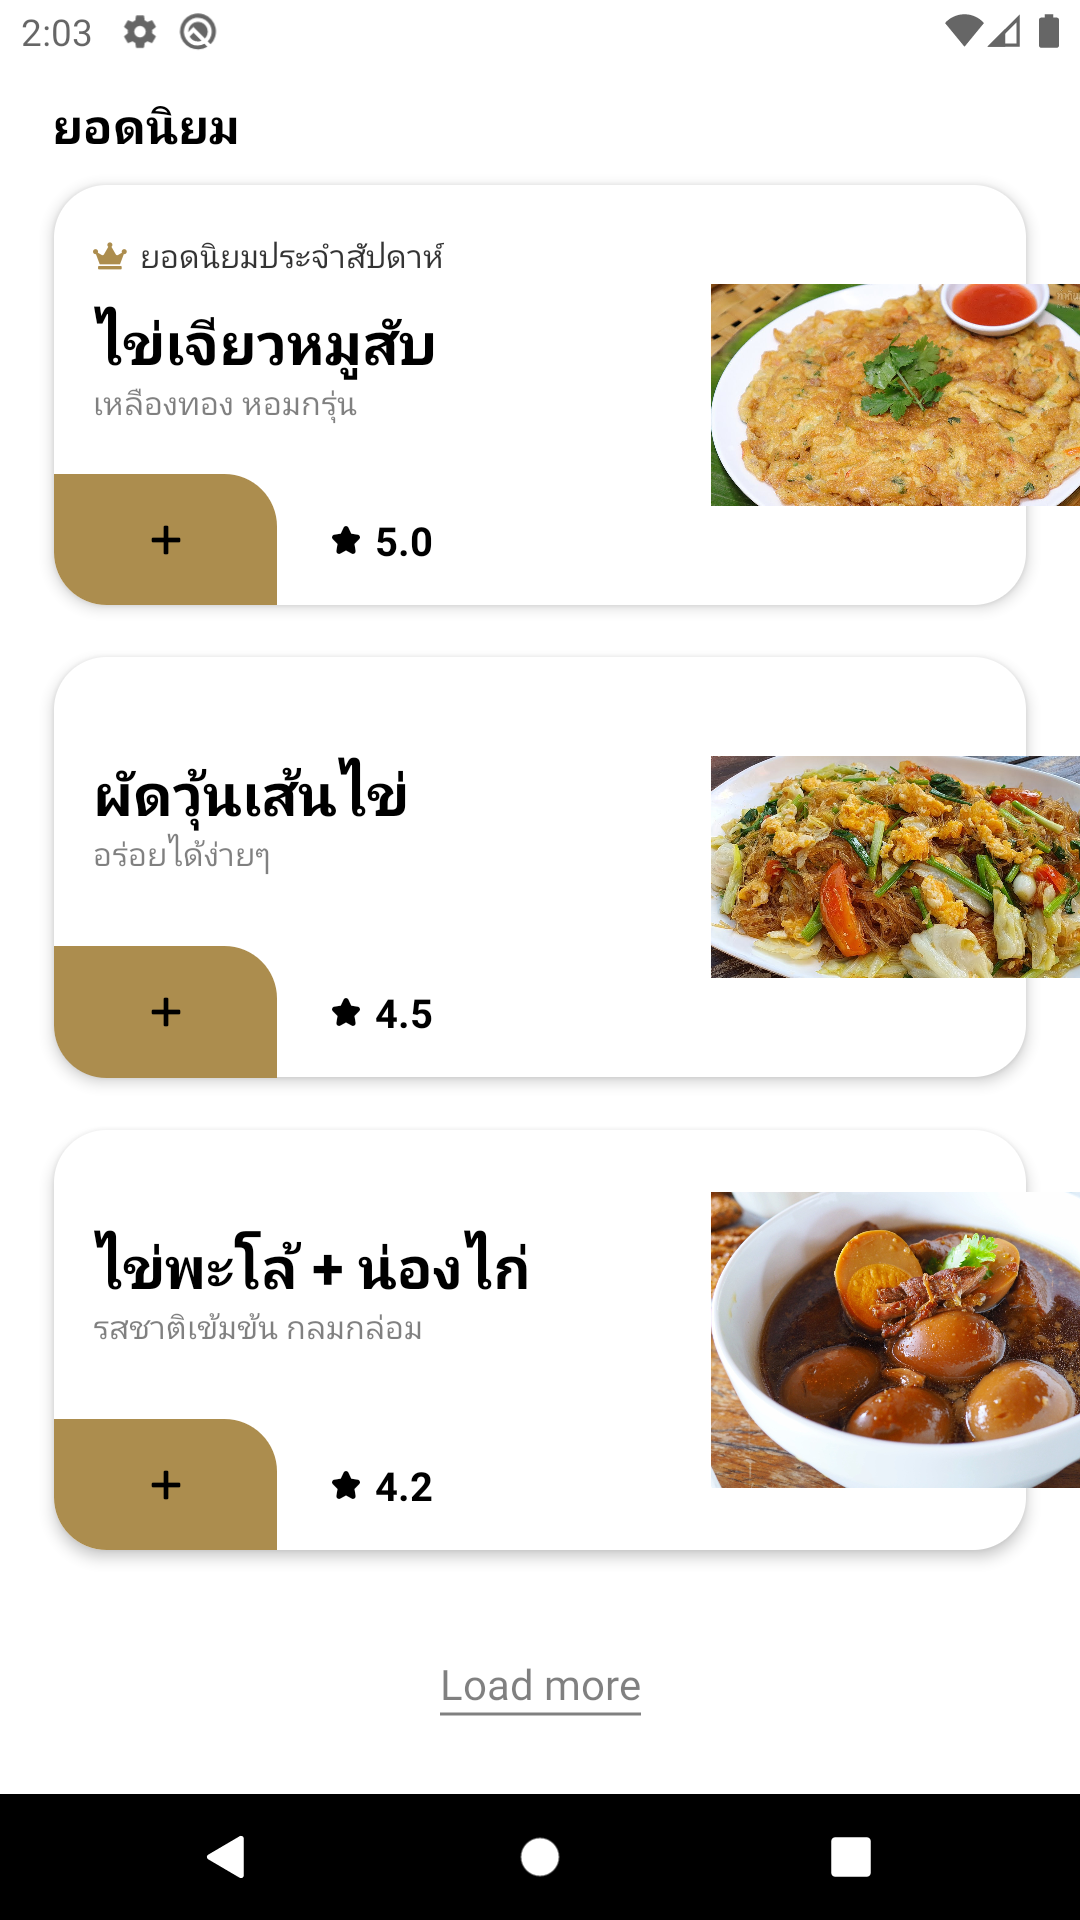 2:03
ยอดนิยม
ยอดนิยมประจำสัปดาห์
ไข่เจียวหมูสับ
เหลืองทอง หอมกรุ่น
+
5.0
ผัดวุ้นเส้นไข่
อร่อยได้ง่ายๆ
+
4.5
ไข่พะโล้ + น่องไก่
รสชาติเข้มข้น กลมกล่อม
+
4.2
Load more